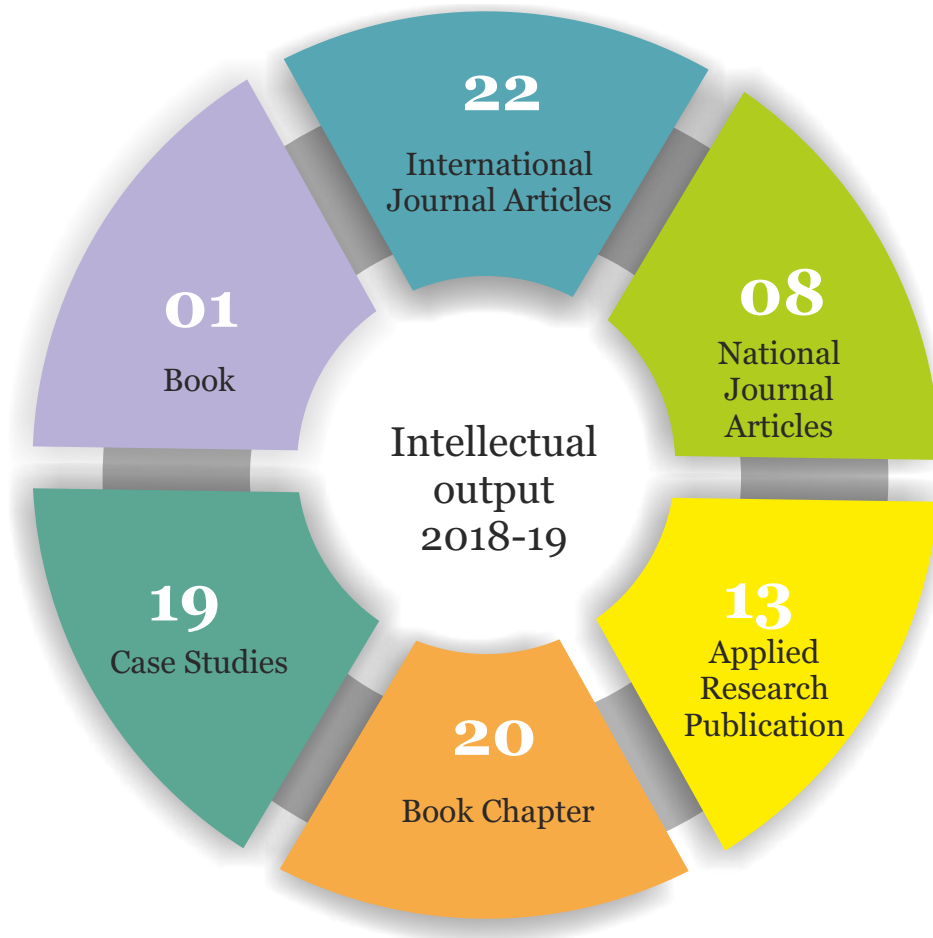 22
International
Journal Articles
08
National
Journal
Articles
13
Applied
Research
Publication
20
Book Chapter
19
Case Studies
01
Book
Intellectual
output
2018-19